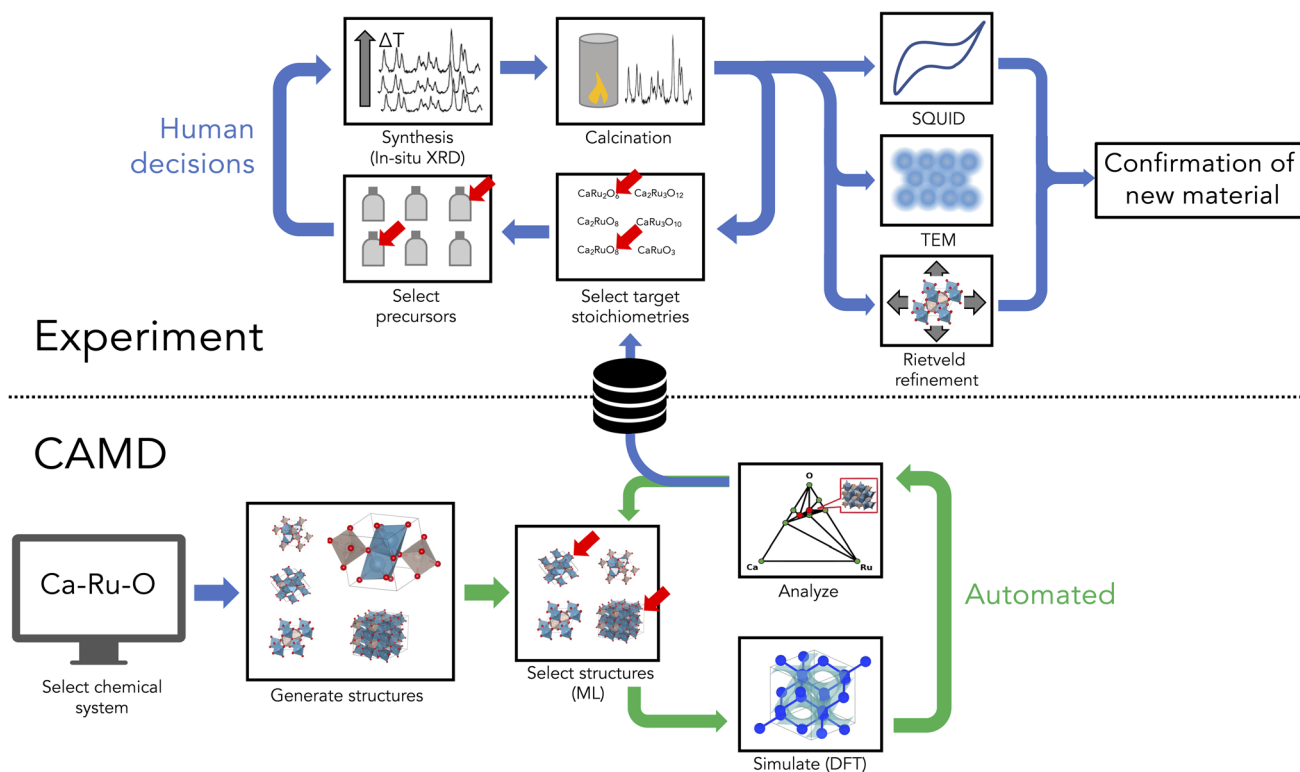 ΔT
Synthesis
(In-situ XRD)
Calcination
SQUID
Human
decisions
Confirmation of
new material
CaRu₂O₆ Ca₂Ru₃O₁₂
Ca₂RuO₈ CaRu₃O₁₀
Ca₂RuO₈ CaRuO₃
TEM
Select
precursors
Select target
stoichiometries
Experiment
Rietveld
refinement
CAMD
O
Ca Ru
Analyze
Ca-Ru-O
Automated
Select chemical
system
Generate structures
Select structures
(ML)
Simulate (DFT)